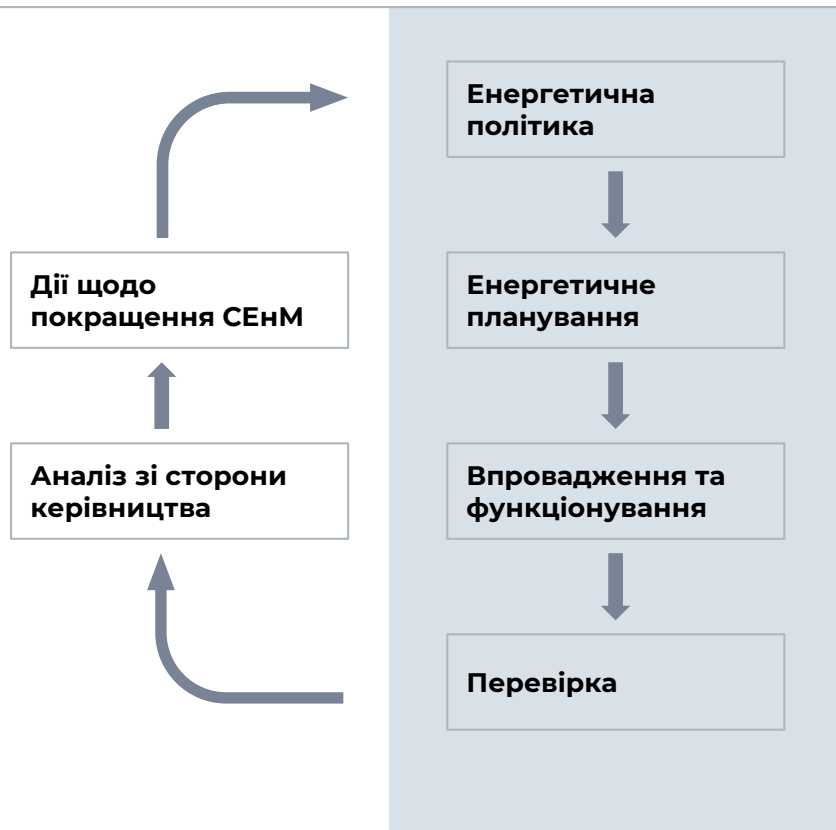 Енергетична
політика
Енергетичне
планування
Впровадження та
функціонування
Перевірка
Аналіз зі сторони
керівництва
Дії щодо
покращення СЕнМ